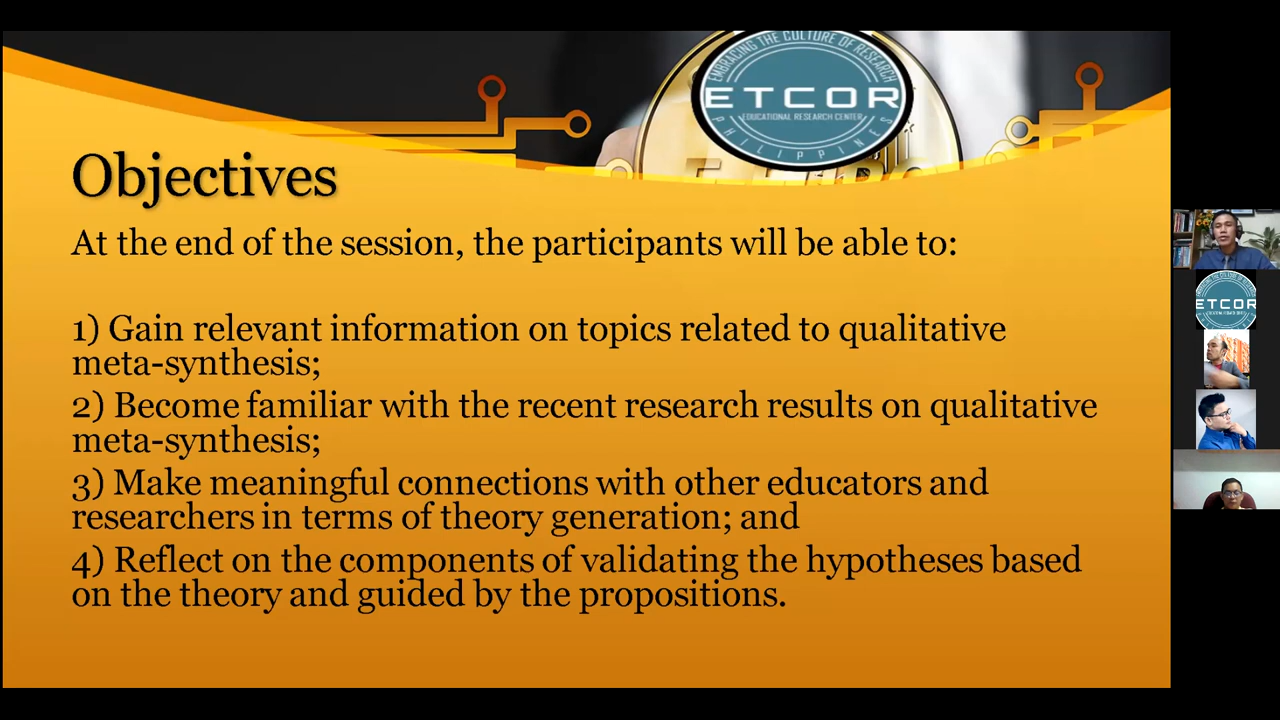 EMBRACING THE CULTURE OF RESEARCH
ETCOR
EDUCATIONAL RESEARCH CENTER
PHILIPPINES
Objectives
At the end of the session, the participants will be able to:
1) Gain relevant information on topics related to qualitative
meta-synthesis;
2) Become familiar with the recent research results on qualitative
meta-synthesis;
3) Make meaningful connections with other educators and
researchers in terms of theory generation; and
4) Reflect on the components of validating the hypotheses based
on the theory and guided by the propositions.
ETCOR